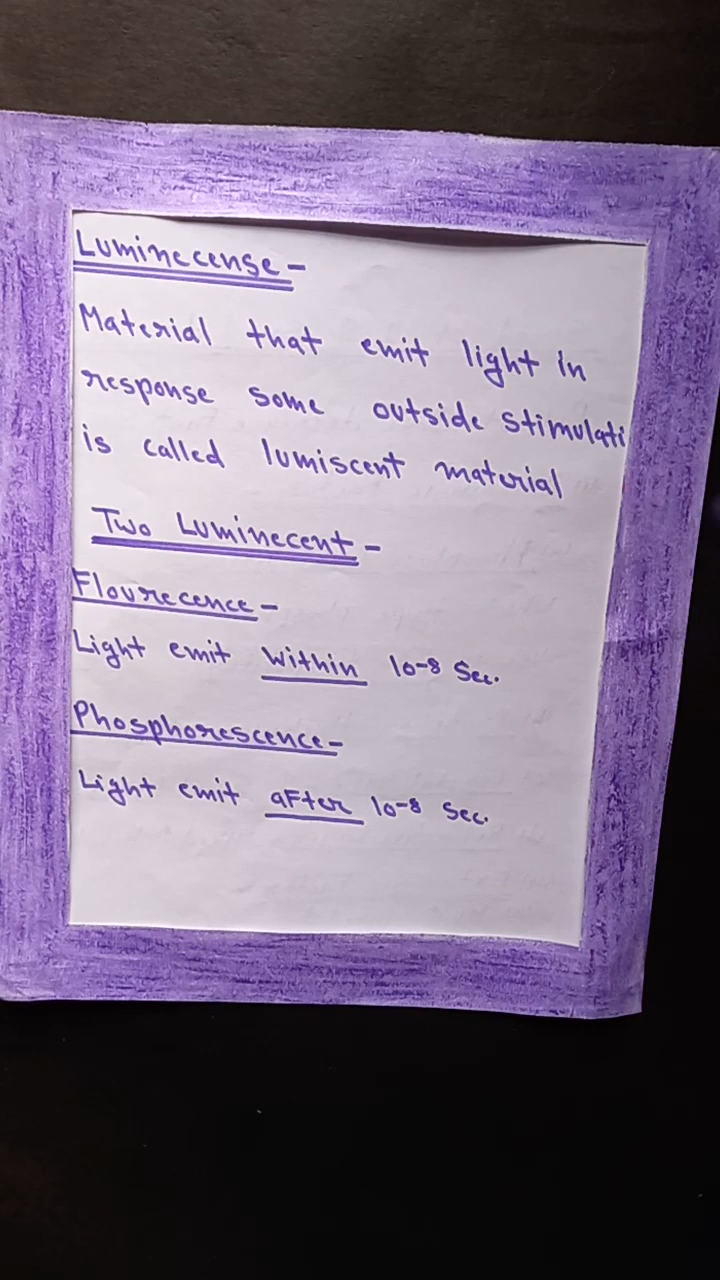 Luminecense -
Material that emit light in
response some outside stimulati
is called lumiscent material
Two Luminecent -
Flourecence -
Light emit within 10-8 Sec.
Phosphorescence -
Light emit after 10-8 Sec.